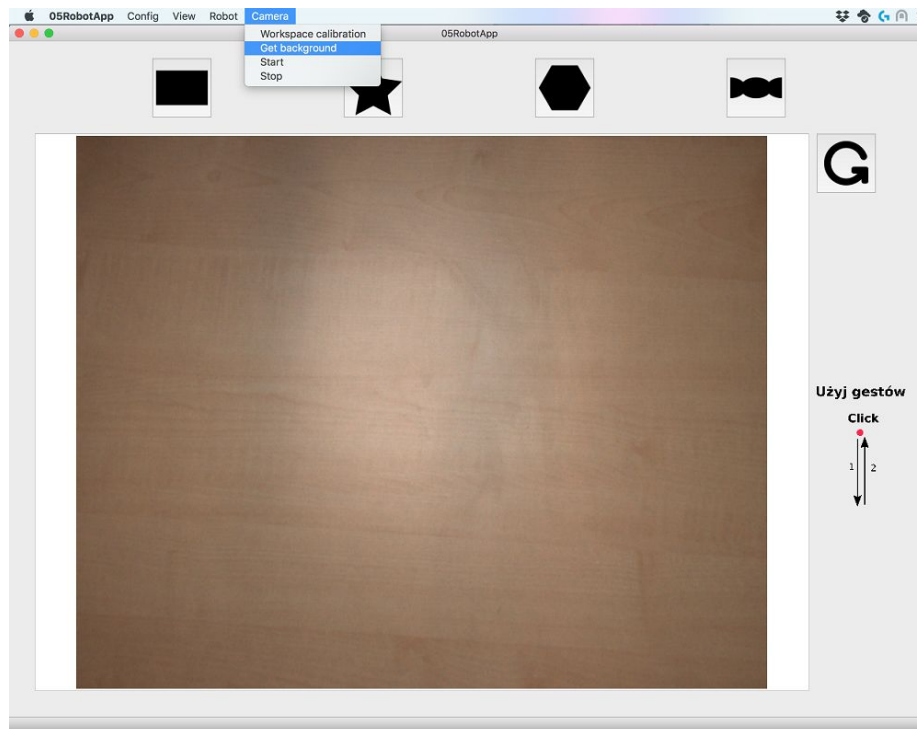 05RobotApp Config View Robot Camera
05RobotApp
Workspace calibration
Get background
Start
Stop
Użyj gestów
Click
1 2